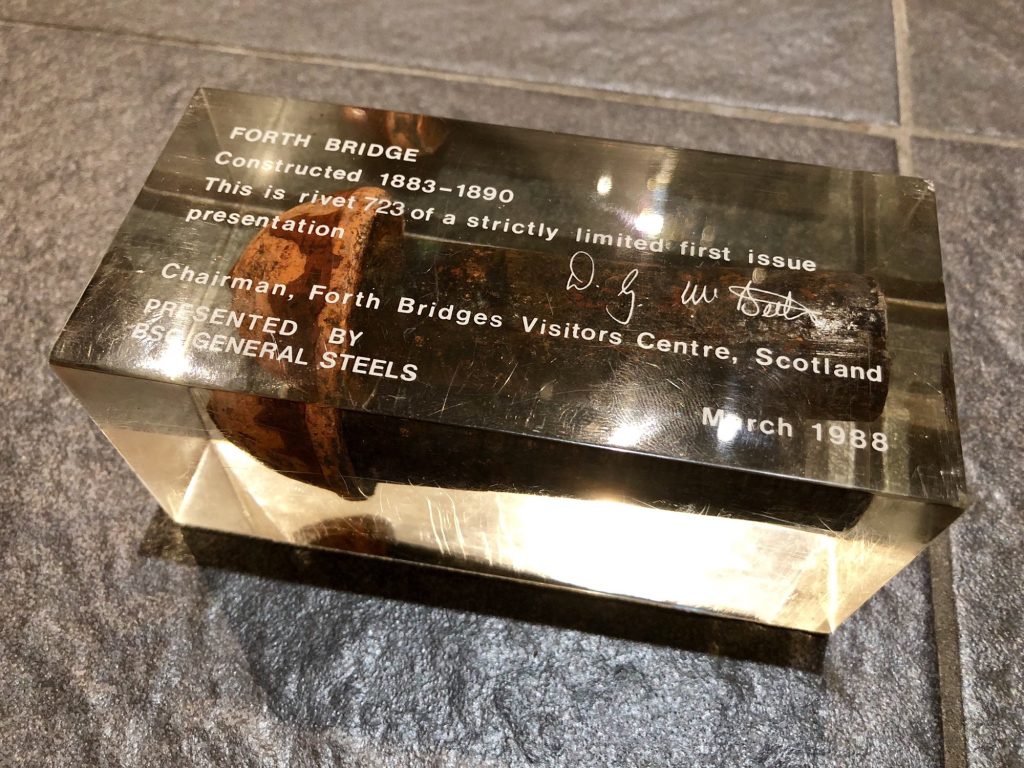 FORTH BRIDGE
Constructed 1883-1890
This is rivet 723 of a strictly limited first issue
presentation
D. G.
Chairman, Forth Bridges Visitors Centre, Scotland
PRESENTED BY
BSC GENERAL STEELS
March 1988